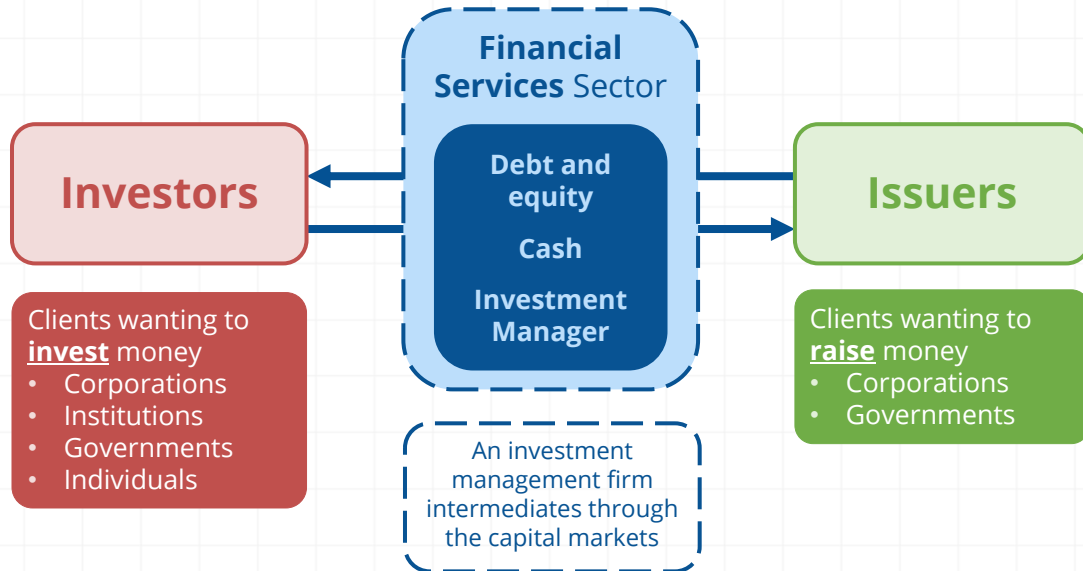 Financial
Services Sector
Debt and
equity
Cash
Investment
Manager
Investors
Clients wanting to
invest money
• Corporations
• Institutions
• Governments
• Individuals
Issuers
Clients wanting to
raise money
• Corporations
• Governments
An investment
management firm
intermediates through
the capital markets